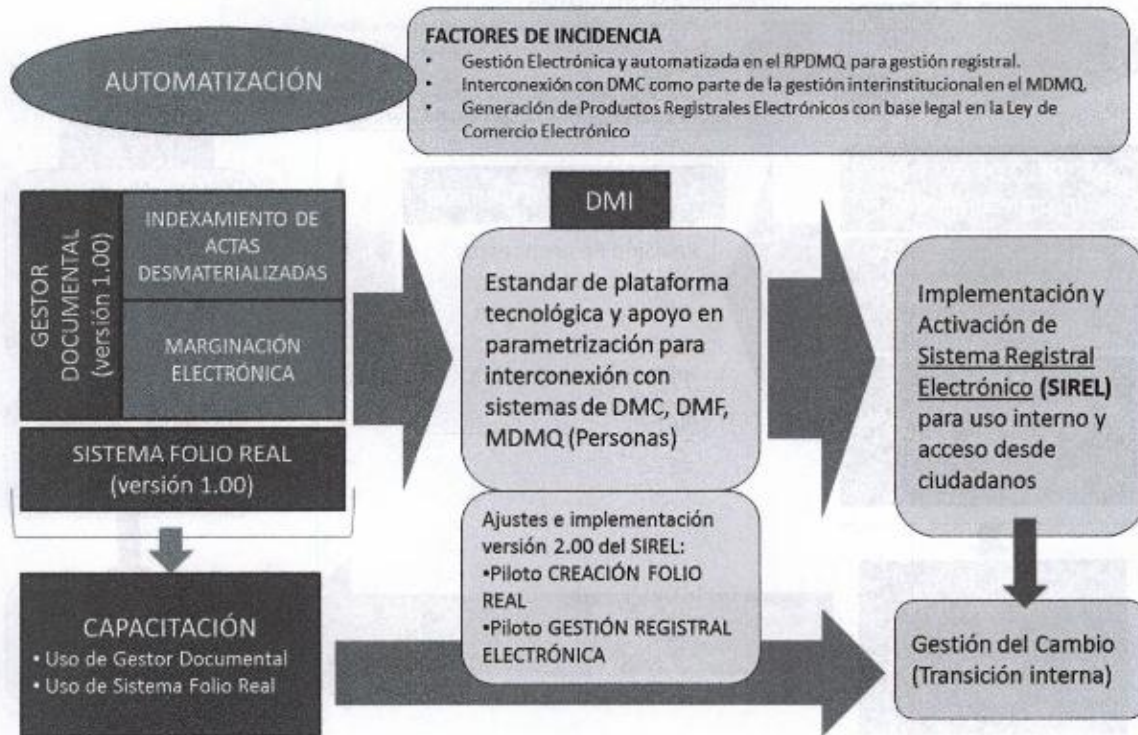 AUTOMATIZACIÓN
FACTORES DE INCIDENCIA
• Gestión Electrónica y automatizada en el RPDMQ para gestión registral.
• Interconexión con DMC como parte de la gestión interinstitucional en el MDMQ.
• Generación de Productos Registrales Electrónicos con base legal en la Ley de
Comercio Electrónico
GESTOR
DOCUMENTAL
(versión 1.00)
INDEXAMIENTO DE
ACTAS
DESMATERIALIZADAS
MARGINACIÓN
ELECTRÓNICA
SISTEMA FOLIO REAL
(versión 1.00)
CAPACITACIÓN
• Uso de Gestor Documental
• Uso de Sistema Folio Real
DMI
Estandar de plataforma
tecnológica y apoyo en
parametrización para
interconexión con
sistemas de DMC, DMF,
MDMQ (Personas)
Ajustes e implementación
versión 2.00 del SIREL:
•Piloto CREACIÓN FOLIO
REAL
•Piloto GESTIÓN REGISTRAL
ELECTRÓNICA
Implementación y
Activación de
Sistema Registral
Electrónico (SIREL)
para uso interno y
acceso desde
ciudadanos
Gestión del Cambio
(Transición interna)